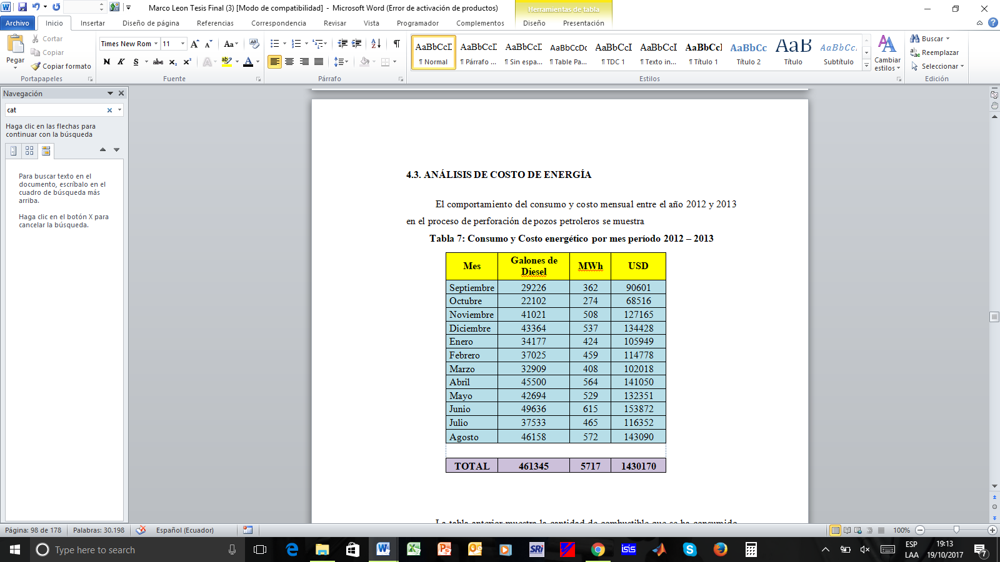 Marco Leon Tesis Final (3) [Modo de compatibilidad] - Microsoft Word (Error de activación de productos)
Herramientas de tabla
Archivo Inicio Insertar Diseño de página Referencias Correspondencia Revisar Vista Programador Complementos Diseño Presentación
Pegar
Cortar
Copiar
Copiar formato
Portapapeles
Times New Rom 11
N K S abc x₂ x²
Fuente
Párrafo
AaBbCcD AaBbCcD AaBbCcD AaBbCcDc AaBbCcI AaBbCcI AaBbCcI AaBbCc AaB AaBbCc.
¶ Normal ¶ Párrafo ... ¶ Sin espa... ¶ Table Pa... ¶ TDC 1 ¶ Texto in... ¶ Título 1 Título 2 Título Subtítulo
Cambiar
estilos
Estilos
Buscar
Reemplazar
Seleccionar
Edición
Navegación
cat
Haga clic en las flechas para
continuar con la búsqueda
Para buscar texto en el
documento, escríbalo en el
cuadro de búsqueda más
arriba.
Haga clic en el botón X para
cancelar la búsqueda.
4.3. ANÁLISIS DE COSTO DE ENERGÍA
El comportamiento del consumo y costo mensual entre el año 2012 y 2013
en el proceso de perforación de pozos petroleros se muestra
Tabla 7: Consumo y Costo energético por mes período 2012 – 2013
Mes Galones de Diesel MWh USD
Septiembre 29226 362 90601
Octubre 22102 274 68516
Noviembre 41021 508 127165
Diciembre 43364 537 134428
Enero 34177 424 105949
Febrero 37025 459 114778
Marzo 32909 408 102018
Abril 45500 564 141050
Mayo 42694 529 132351
Junio 49636 615 153872
Julio 37533 465 116352
Agosto 46158 572 143090
TOTAL 461345 5717 1430170
La tabla anterior muestra la cantidad de combustible que se ha consumido
Página: 98 de 178 Palabras: 30.198 Español (Ecuador) 100%
Type here to search
SRi
isis
ESP
LAA
19:13
19/10/2017
7